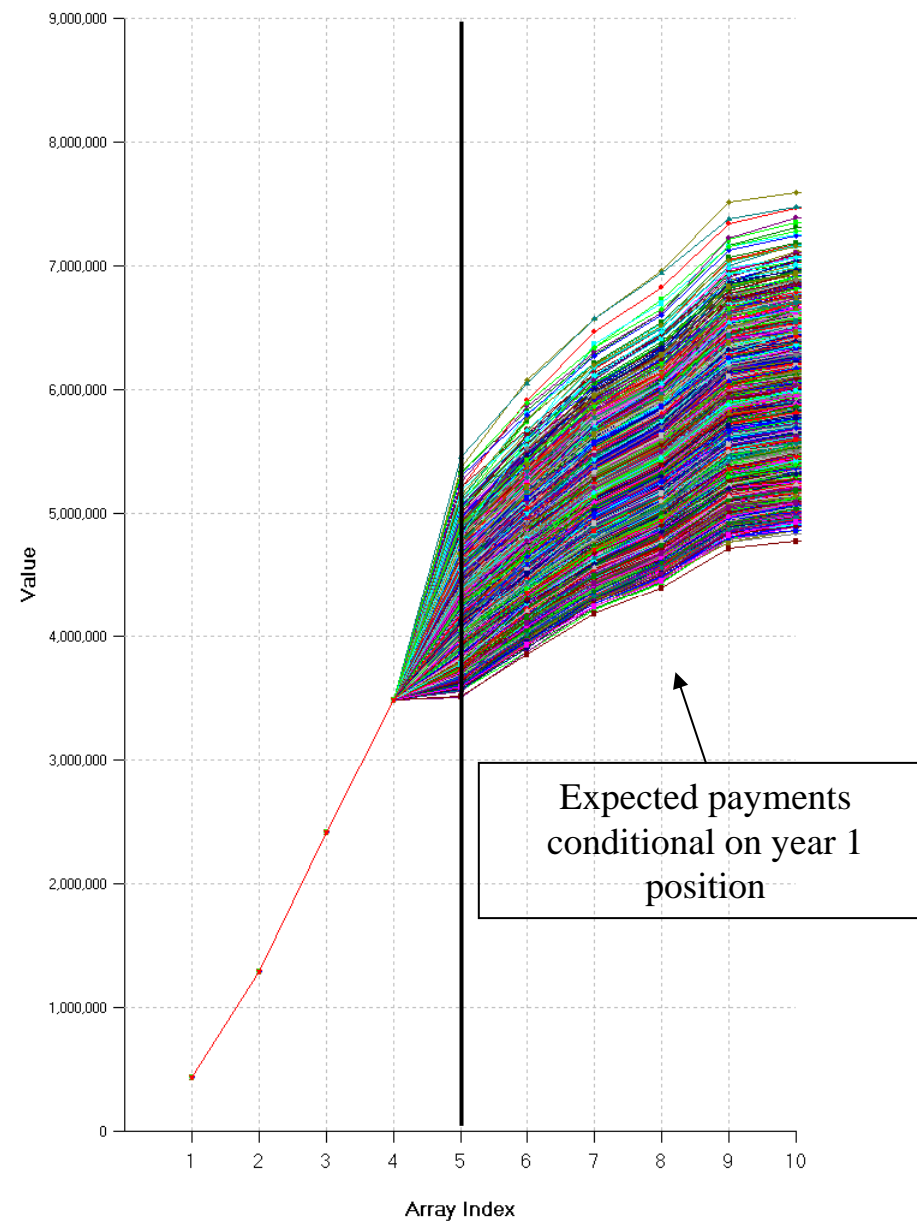 9,000,000
8,000,000
7,000,000
6,000,000
5,000,000
4,000,000
3,000,000
2,000,000
1,000,000
0
Value
Expected payments
conditional on year 1
position
1 2 3 4 5 6 7 8 9 10
Array Index